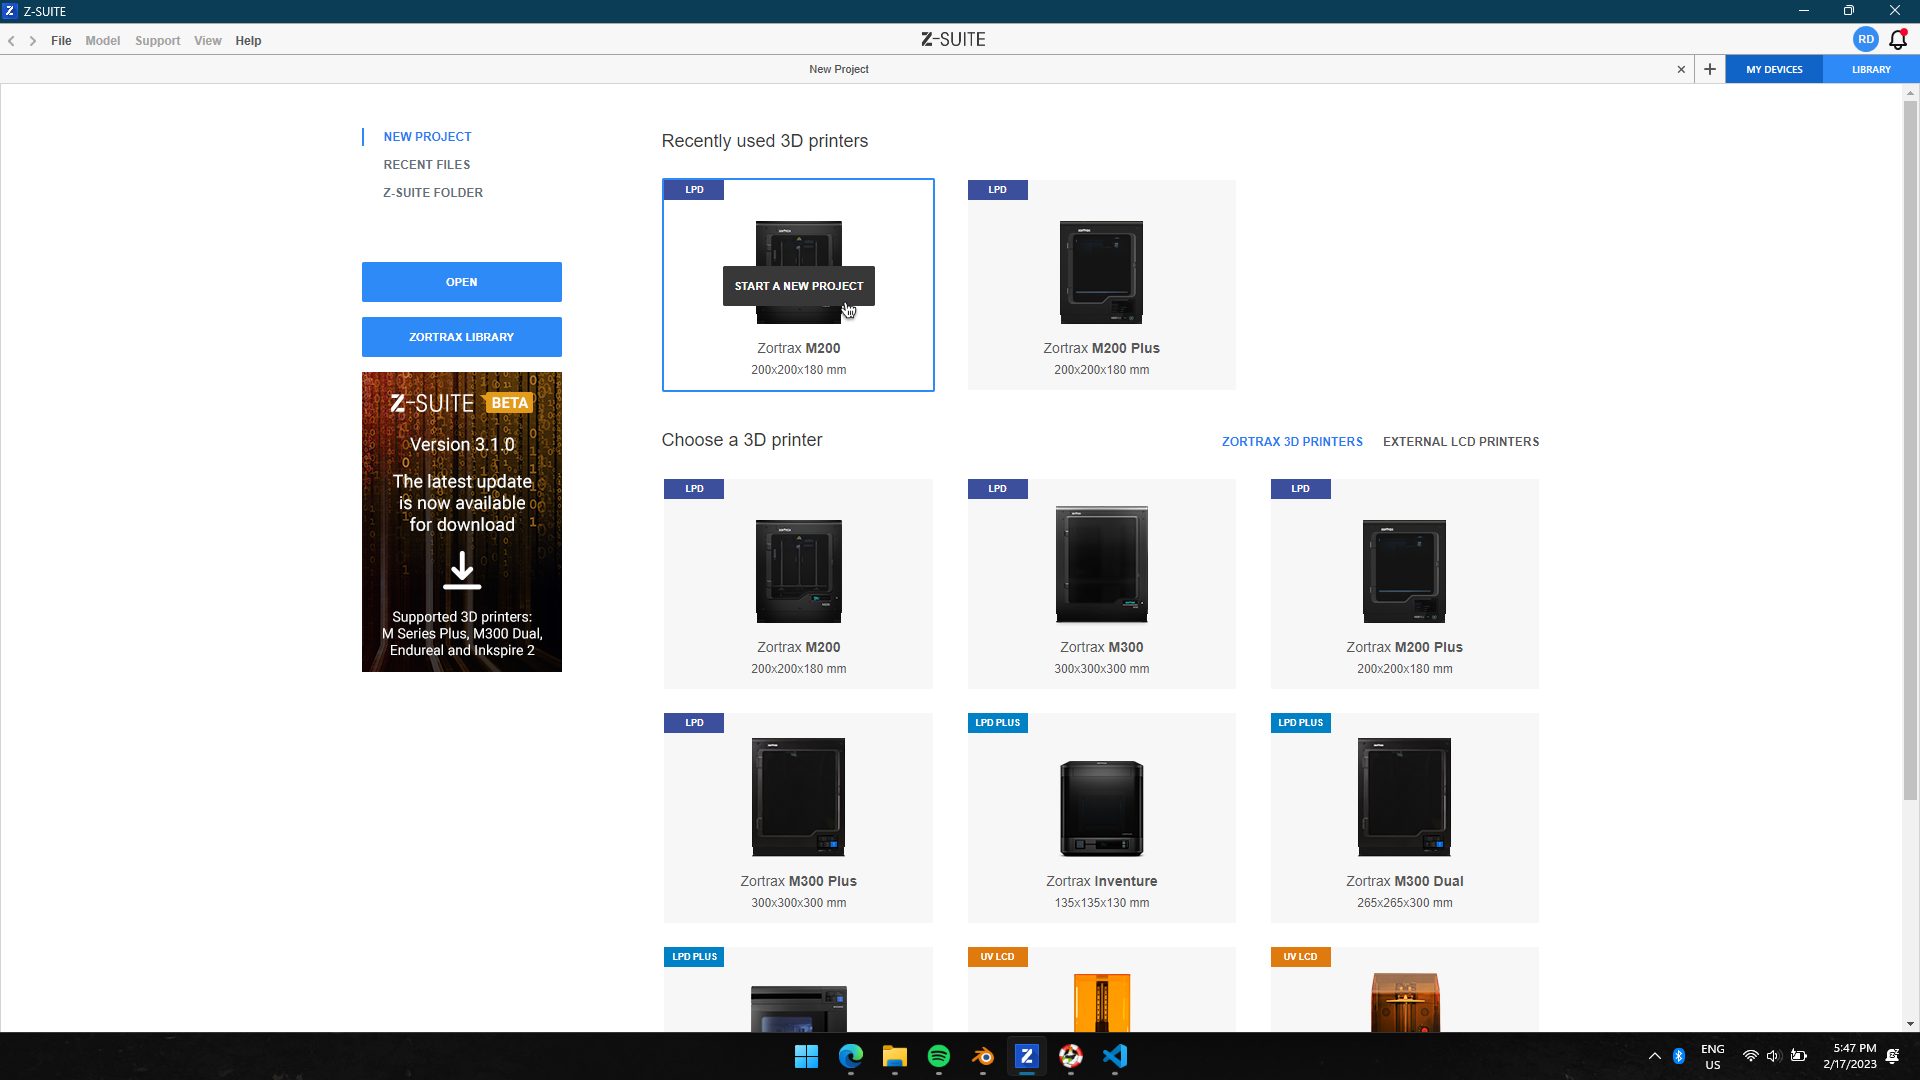 Z-SUITE
File Model Support View Help
Z-SUITE
RD
New Project
MY DEVICES
LIBRARY
NEW PROJECT
RECENT FILES
Z-SUITE FOLDER
OPEN
ZORTRAX LIBRARY
Z-SUITE BETA
Version 3.1.0
The latest update
is now available
for download
Supported 3D printers:
M Series Plus, M300 Dual,
Endureal and Inkspire 2
Recently used 3D printers
LPD
START A NEW PROJECT
Zortrax M200
200x200x180 mm
LPD
Zortrax M200 Plus
200x200x180 mm
Choose a 3D printer
ZORTRAX 3D PRINTERS
EXTERNAL LCD PRINTERS
LPD
Zortrax M200
200x200x180 mm
LPD
Zortrax M300
300x300x300 mm
LPD
Zortrax M200 Plus
200x200x180 mm
LPD
Zortrax M300 Plus
300x300x300 mm
LPD PLUS
Zortrax Inventure
135x135x130 mm
LPD PLUS
Zortrax M300 Dual
265x265x300 mm
LPD PLUS
UV LCD
UV LCD
ENG
US
5:47 PM
2/17/2023